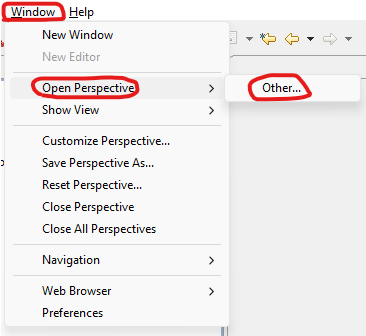 Window Help
New Window
New Editor
Open Perspective
Other...
Show View
Customize Perspective...
Save Perspective As...
Reset Perspective...
Close Perspective
Close All Perspectives
Navigation
Web Browser
Preferences